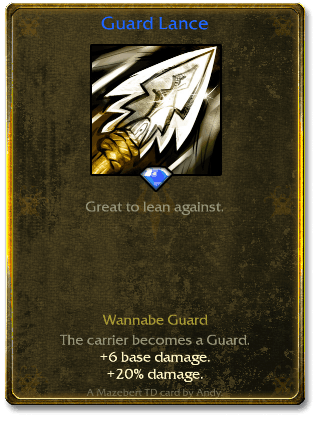 Guard Lance
Great to lean against.
Wannabe Guard
The carrier becomes a Guard.
+6 base damage.
+20% damage.
A Mazebert TD card by Andy.